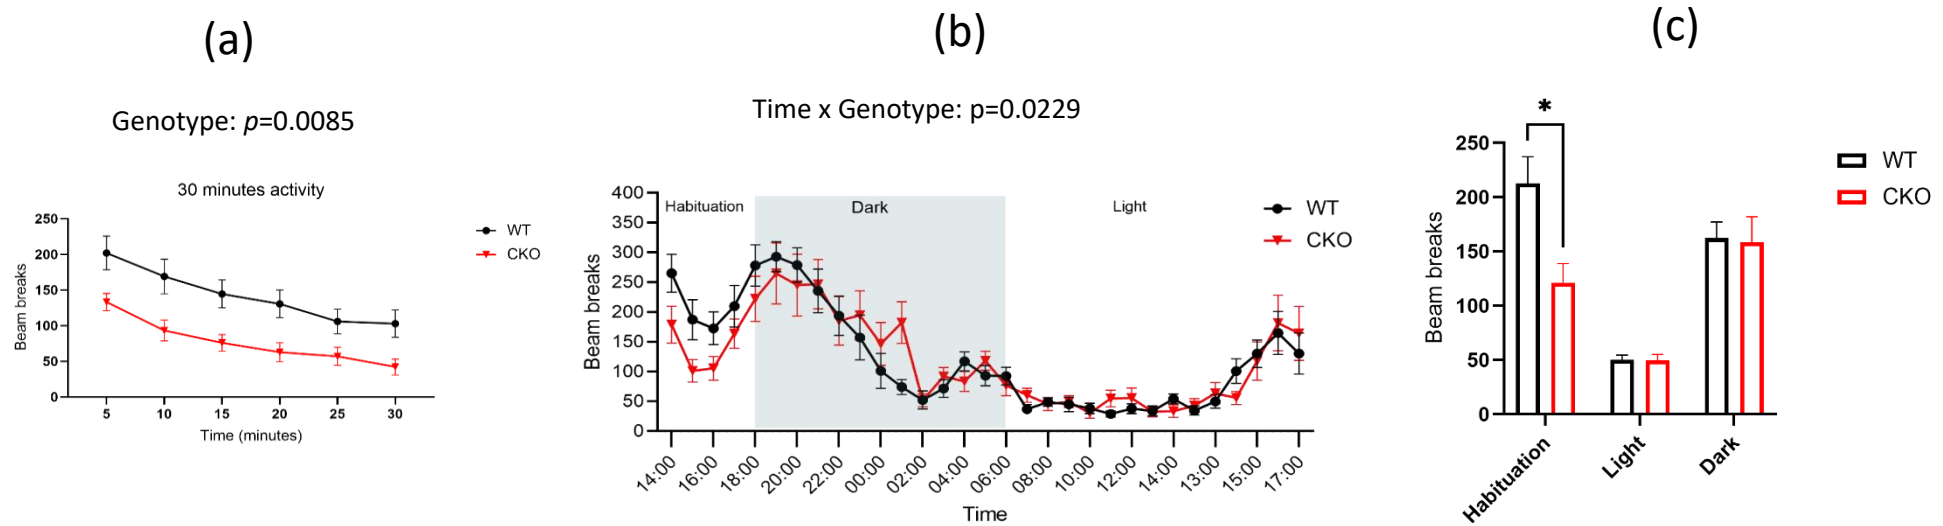 (a)
Genotype: p=0.0085
30 minutes activity
250
200
150
100
50
0
Beam breaks
5 10 15 20 25 30
Time (minutes)
WT
CKO
(b)
Time x Genotype: p=0.0229
400
350
300
250
200
150
100
50
0
Beam breaks
Habituation Dark Light
WT
CKO
14:00 16:00 18:00 20:00 22:00 00:00 02:00 04:00 06:00 08:00 10:00 12:00 14:00 13:00 15:00 17:00
Time
(c)
*
250
200
150
100
50
0
Beam breaks
Habituation Light Dark
WT
CKO